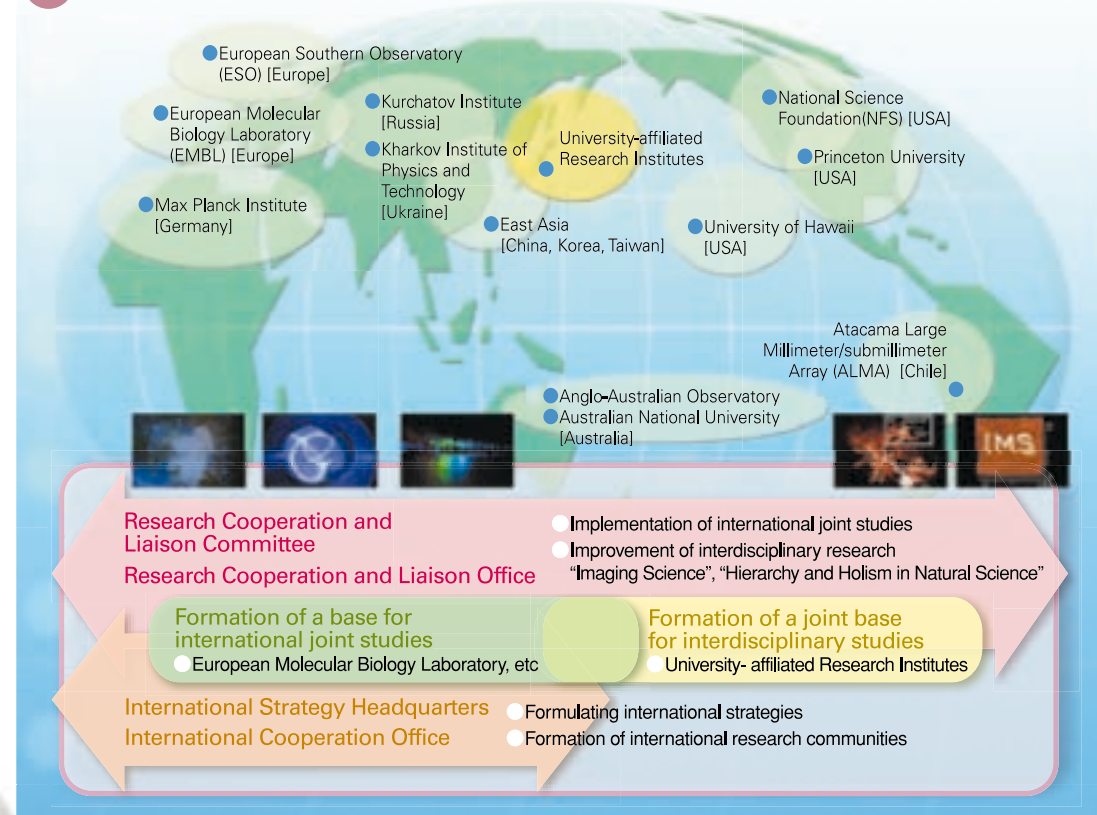 European Southern Observatory
(ESO) [Europe]
European Molecular
Biology Laboratory
(EMBL) [Europe]
Max Planck Institute
[Germany]
Kurchatov Institute
[Russia]
Kharkov Institute of
Physics and
Technology
[Ukraine]
University-affiliated
Research Institutes
East Asia
[China, Korea, Taiwan]
National Science
Foundation(NFS) [USA]
Princeton University
[USA]
University of Hawaii
[USA]
Atacama Large
Millimeter/submillimeter
Array (ALMA) [Chile]
Anglo-Australian Observatory
Australian National University
[Australia]
IMS
Research Cooperation and
Liaison Committee
Research Cooperation and Liaison Office
Implementation of international joint studies
Improvement of interdisciplinary research
“Imaging Science”, “Hierarchy and Holism in Natural Science”
Formation of a base for
international joint studies
European Molecular Biology Laboratory, etc
Formation of a joint base
for interdisciplinary studies
University- affiliated Research Institutes
International Strategy Headquarters
International Cooperation Office
Formulating international strategies
Formation of international research communities